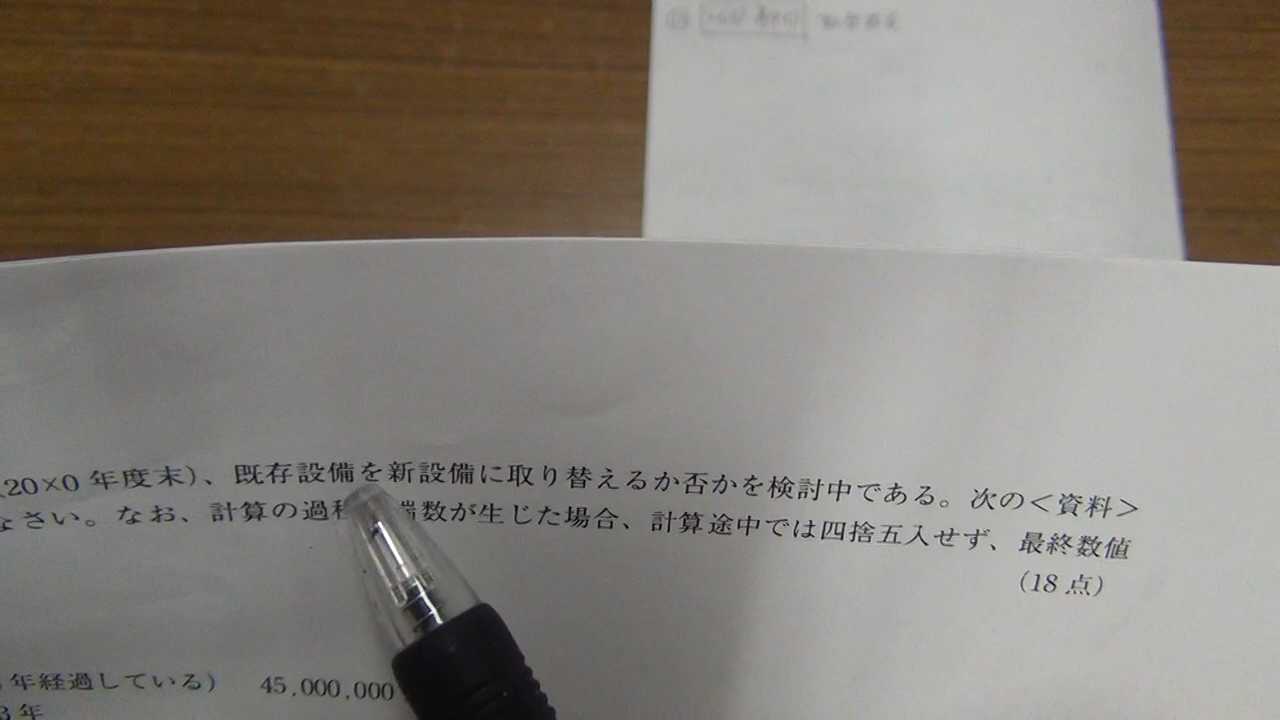 20×0 年度末)、既存設備を新設備に取り替えるか否かを検討中である。次の<資料>
なさい。なお、計算の過程 端数が生じた場合、計算途中では四捨五入せず、最終数値
(18 点)
年経過している) 45,000,000
3 年